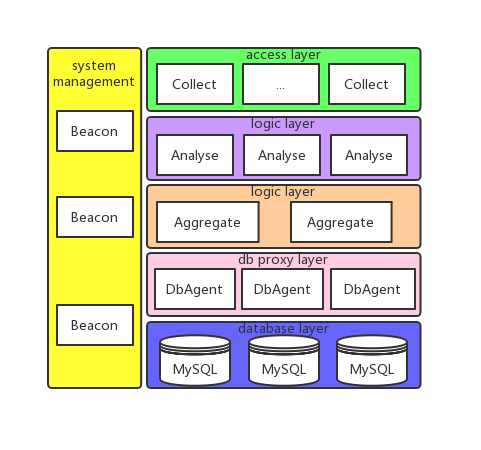 system
management
Beacon
Beacon
Beacon
access layer
Collect
...
Collect
logic layer
Analyse
Analyse
Analyse
logic layer
Aggregate
Aggregate
db proxy layer
DbAgent
DbAgent
DbAgent
database layer
MySQL
MySQL
MySQL